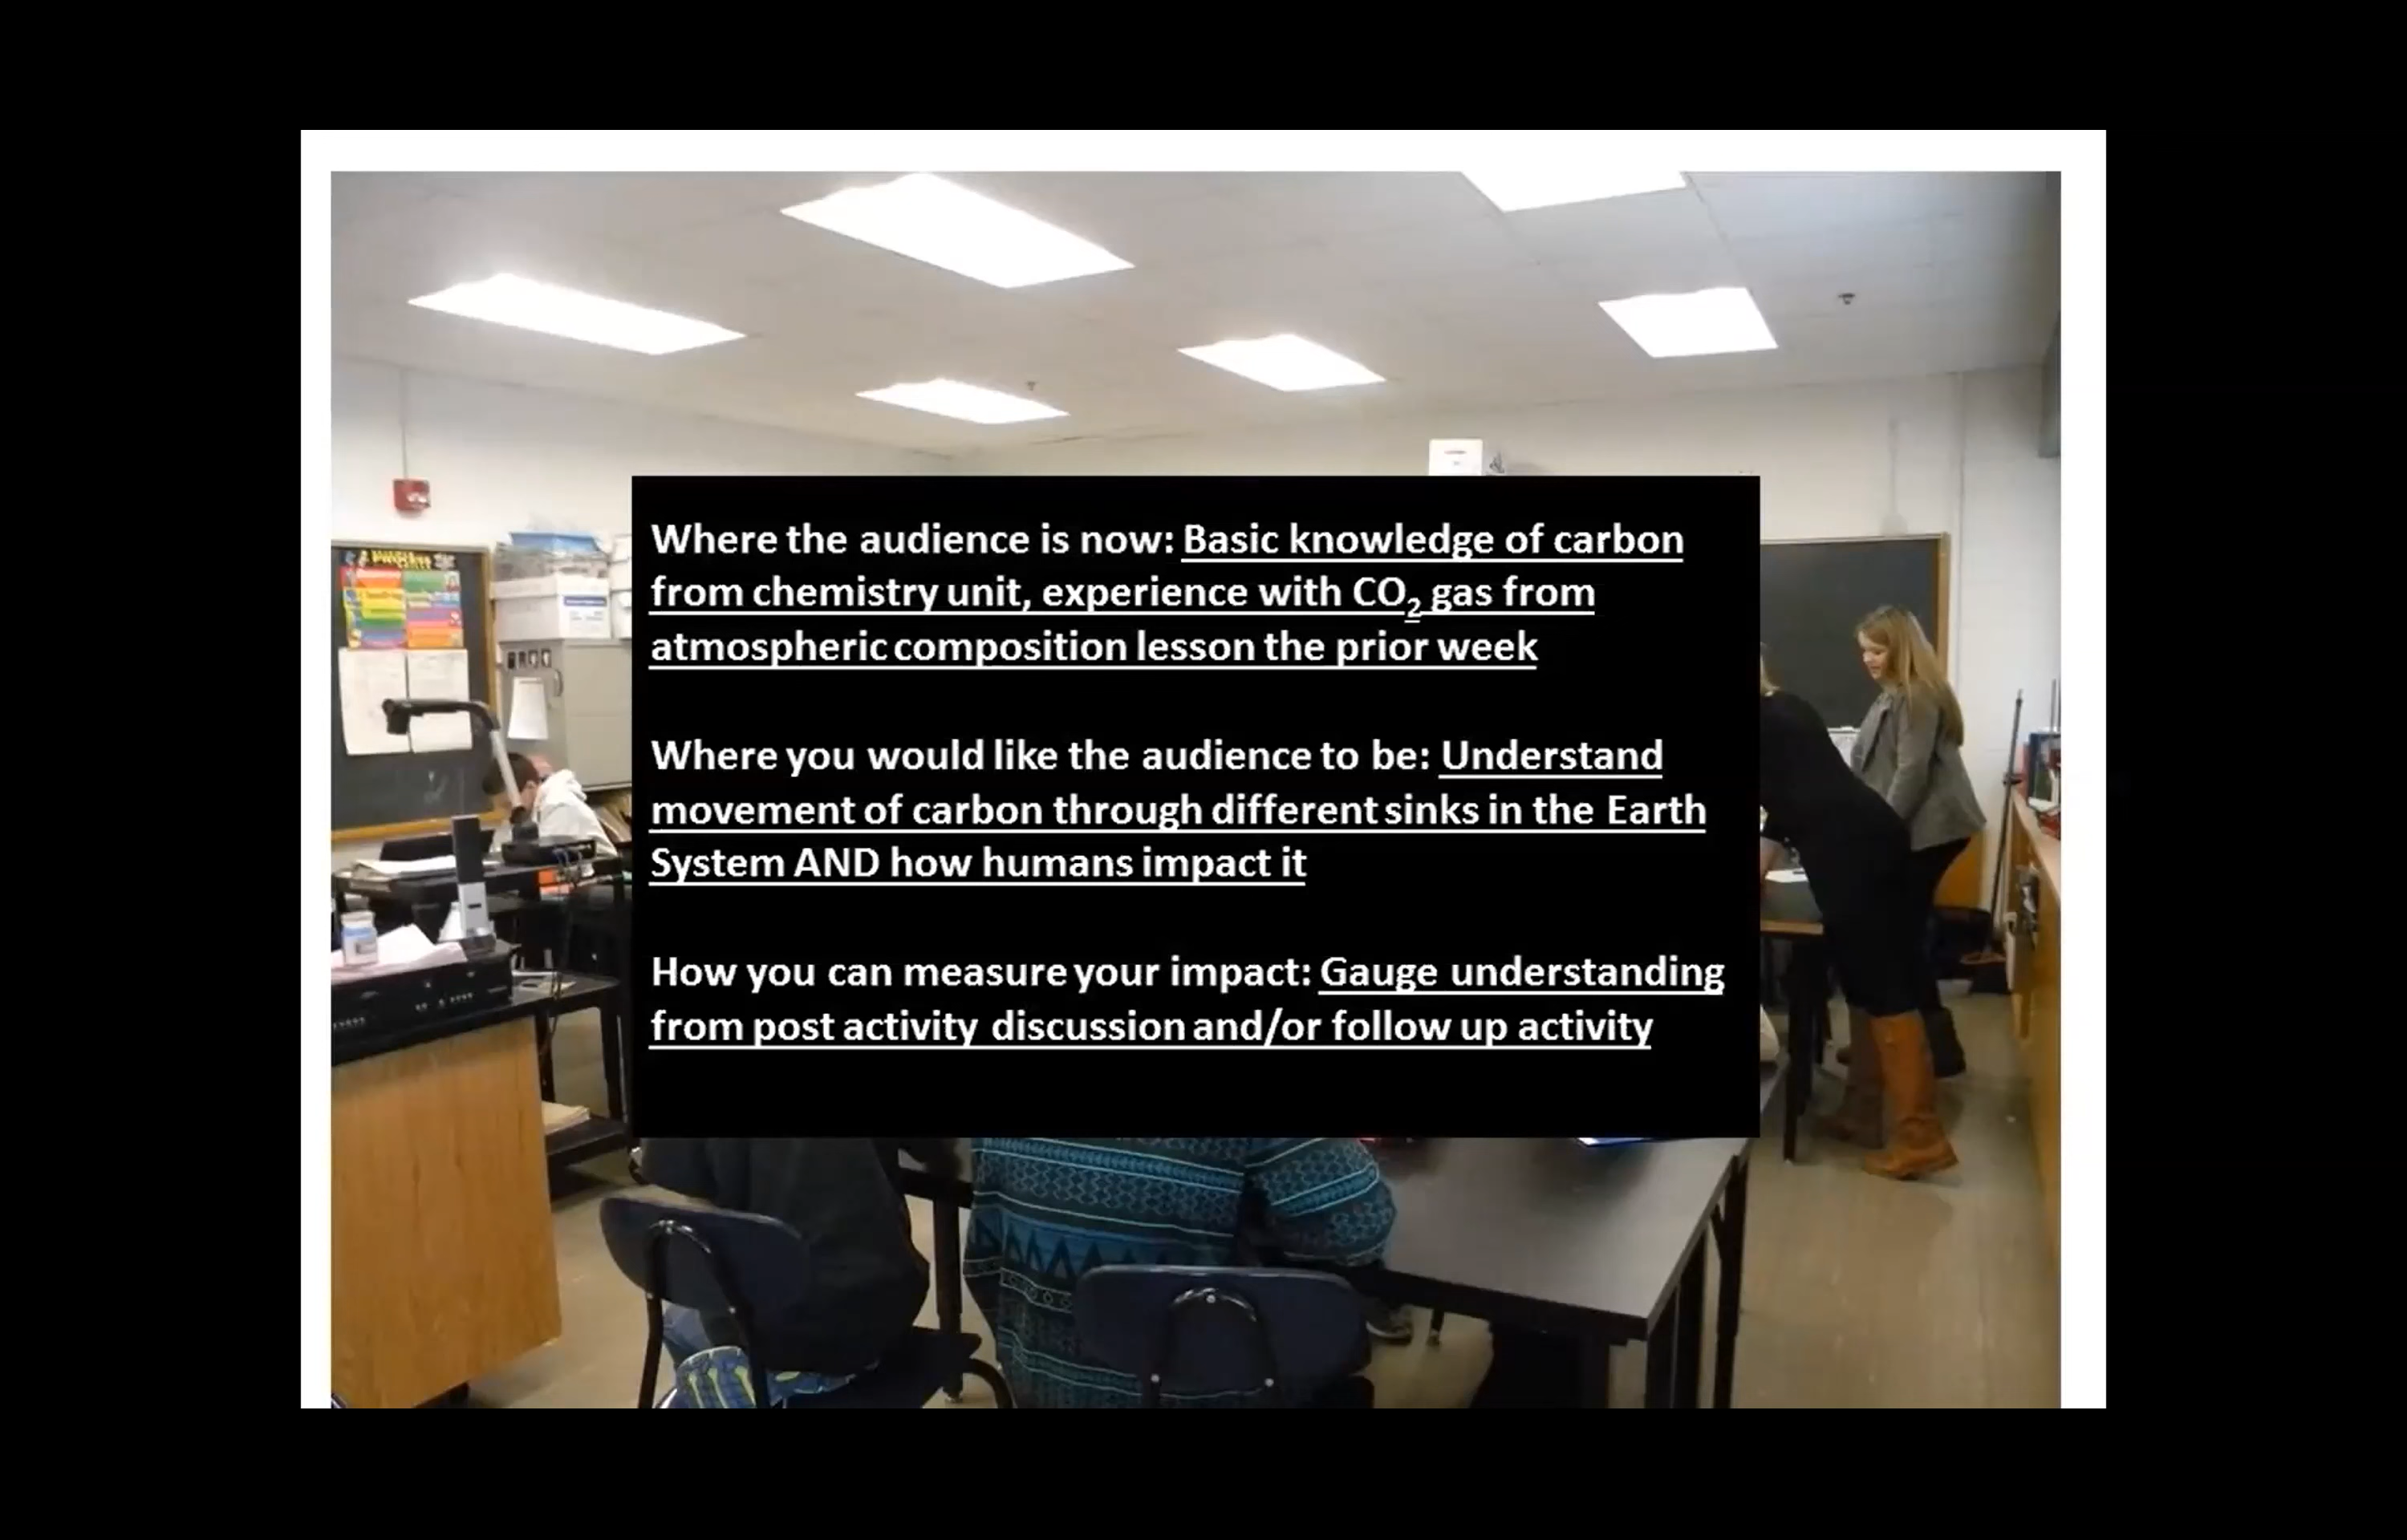 PROCESS
Where the audience is now: Basic knowledge of carbon
from chemistry unit, experience with CO₂ gas from
atmospheric composition lesson the prior week
Where you would like the audience to be: Understand
movement of carbon through different sinks in the Earth
System AND how humans impact it
How you can measure your impact: Gauge understanding
from post activity discussion and/or follow up activity